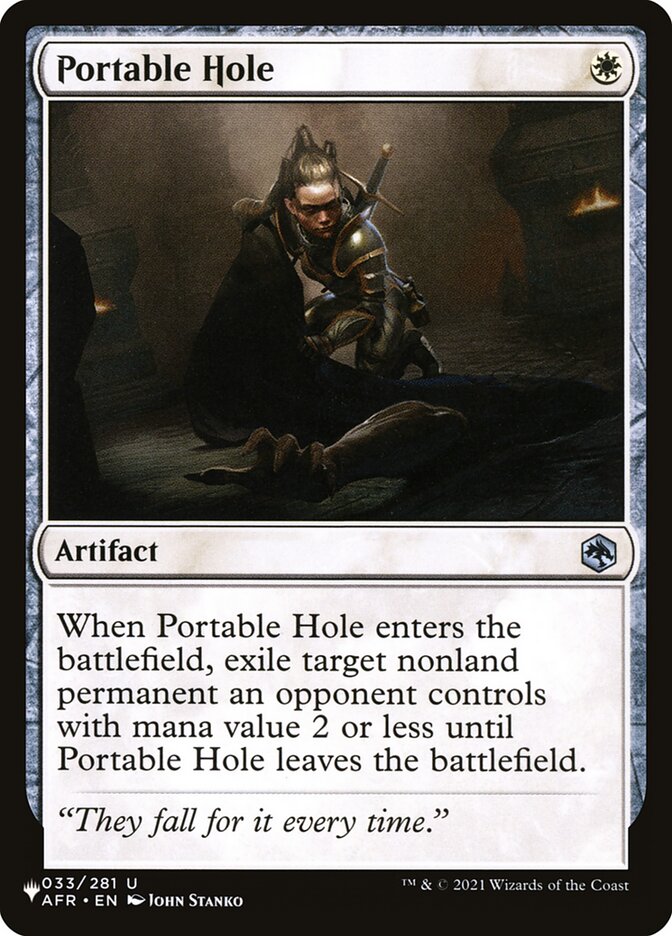 Portable Hole
Artifact
When Portable Hole enters the
battlefield, exile target nonland
permanent an opponent controls
with mana value 2 or less until
Portable Hole leaves the battlefield.
“They fall for it every time.”
033/281 U
AFR • EN John Stanko
™ & © 2021 Wizards of the Coast